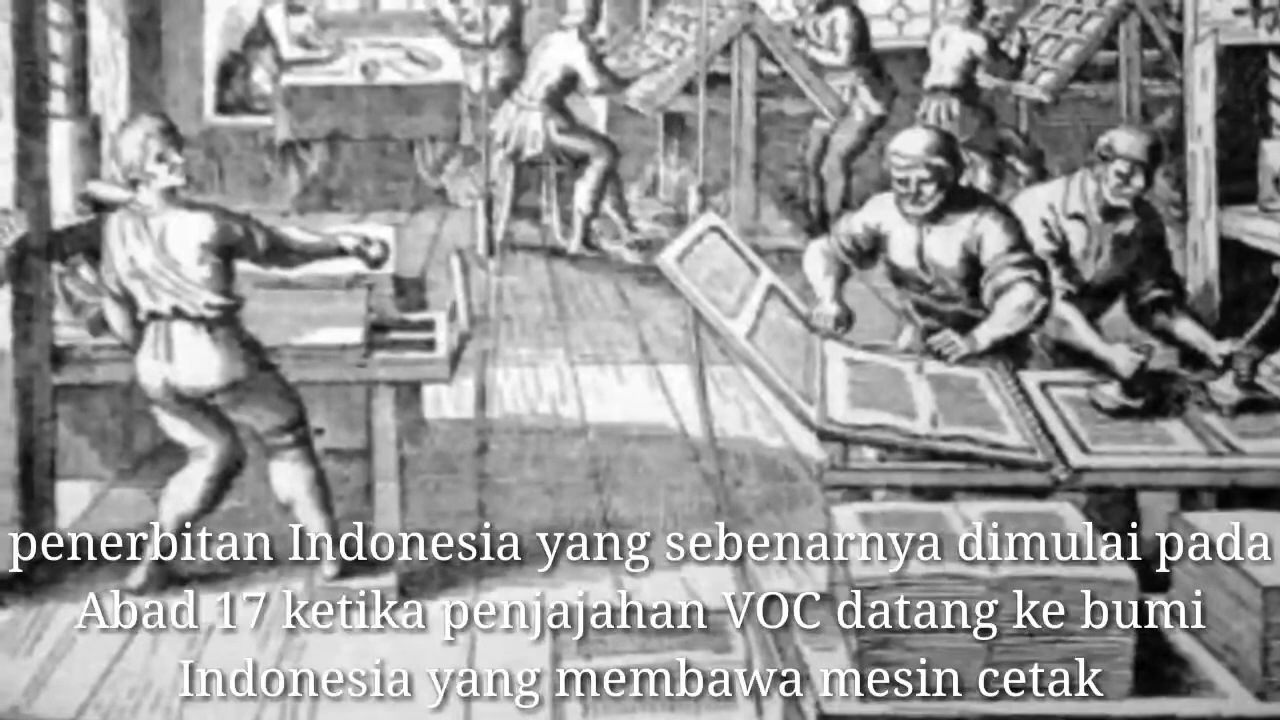 penerbitan Indonesia yang sebenarnya dimulai pada
Abad 17 ketika penjajahan VOC datang ke bumi
Indonesia yang membawa mesin cetak